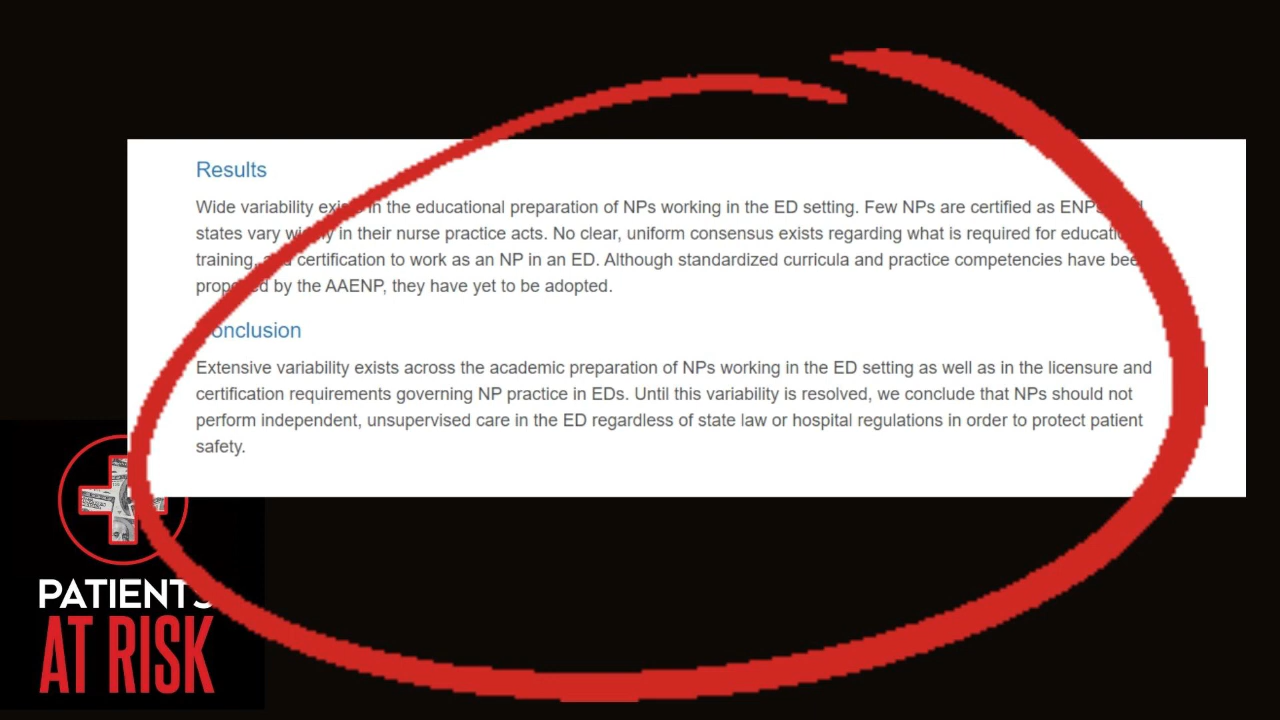 Results
Wide variability in the educational preparation of NPs working in the ED setting. Few NPs are certified as ENPs
states vary in their nurse practice acts. No clear, uniform consensus exists regarding what is required for
training, certification to work as an NP in an ED. Although standardized curricula and practice competencies have
by the AAENP, they have yet to be adopted.
Conclusion
Extensive variability exists across the academic preparation of NPs working in the ED setting as well as in the licensure and
certification requirements governing NP practice in EDs. Until this variability is resolved, we conclude that NPs should not
perform independent, unsupervised care in the ED regardless of state law or hospital regulations in order to protect patient
safety.
PATIENTS
AT RISK